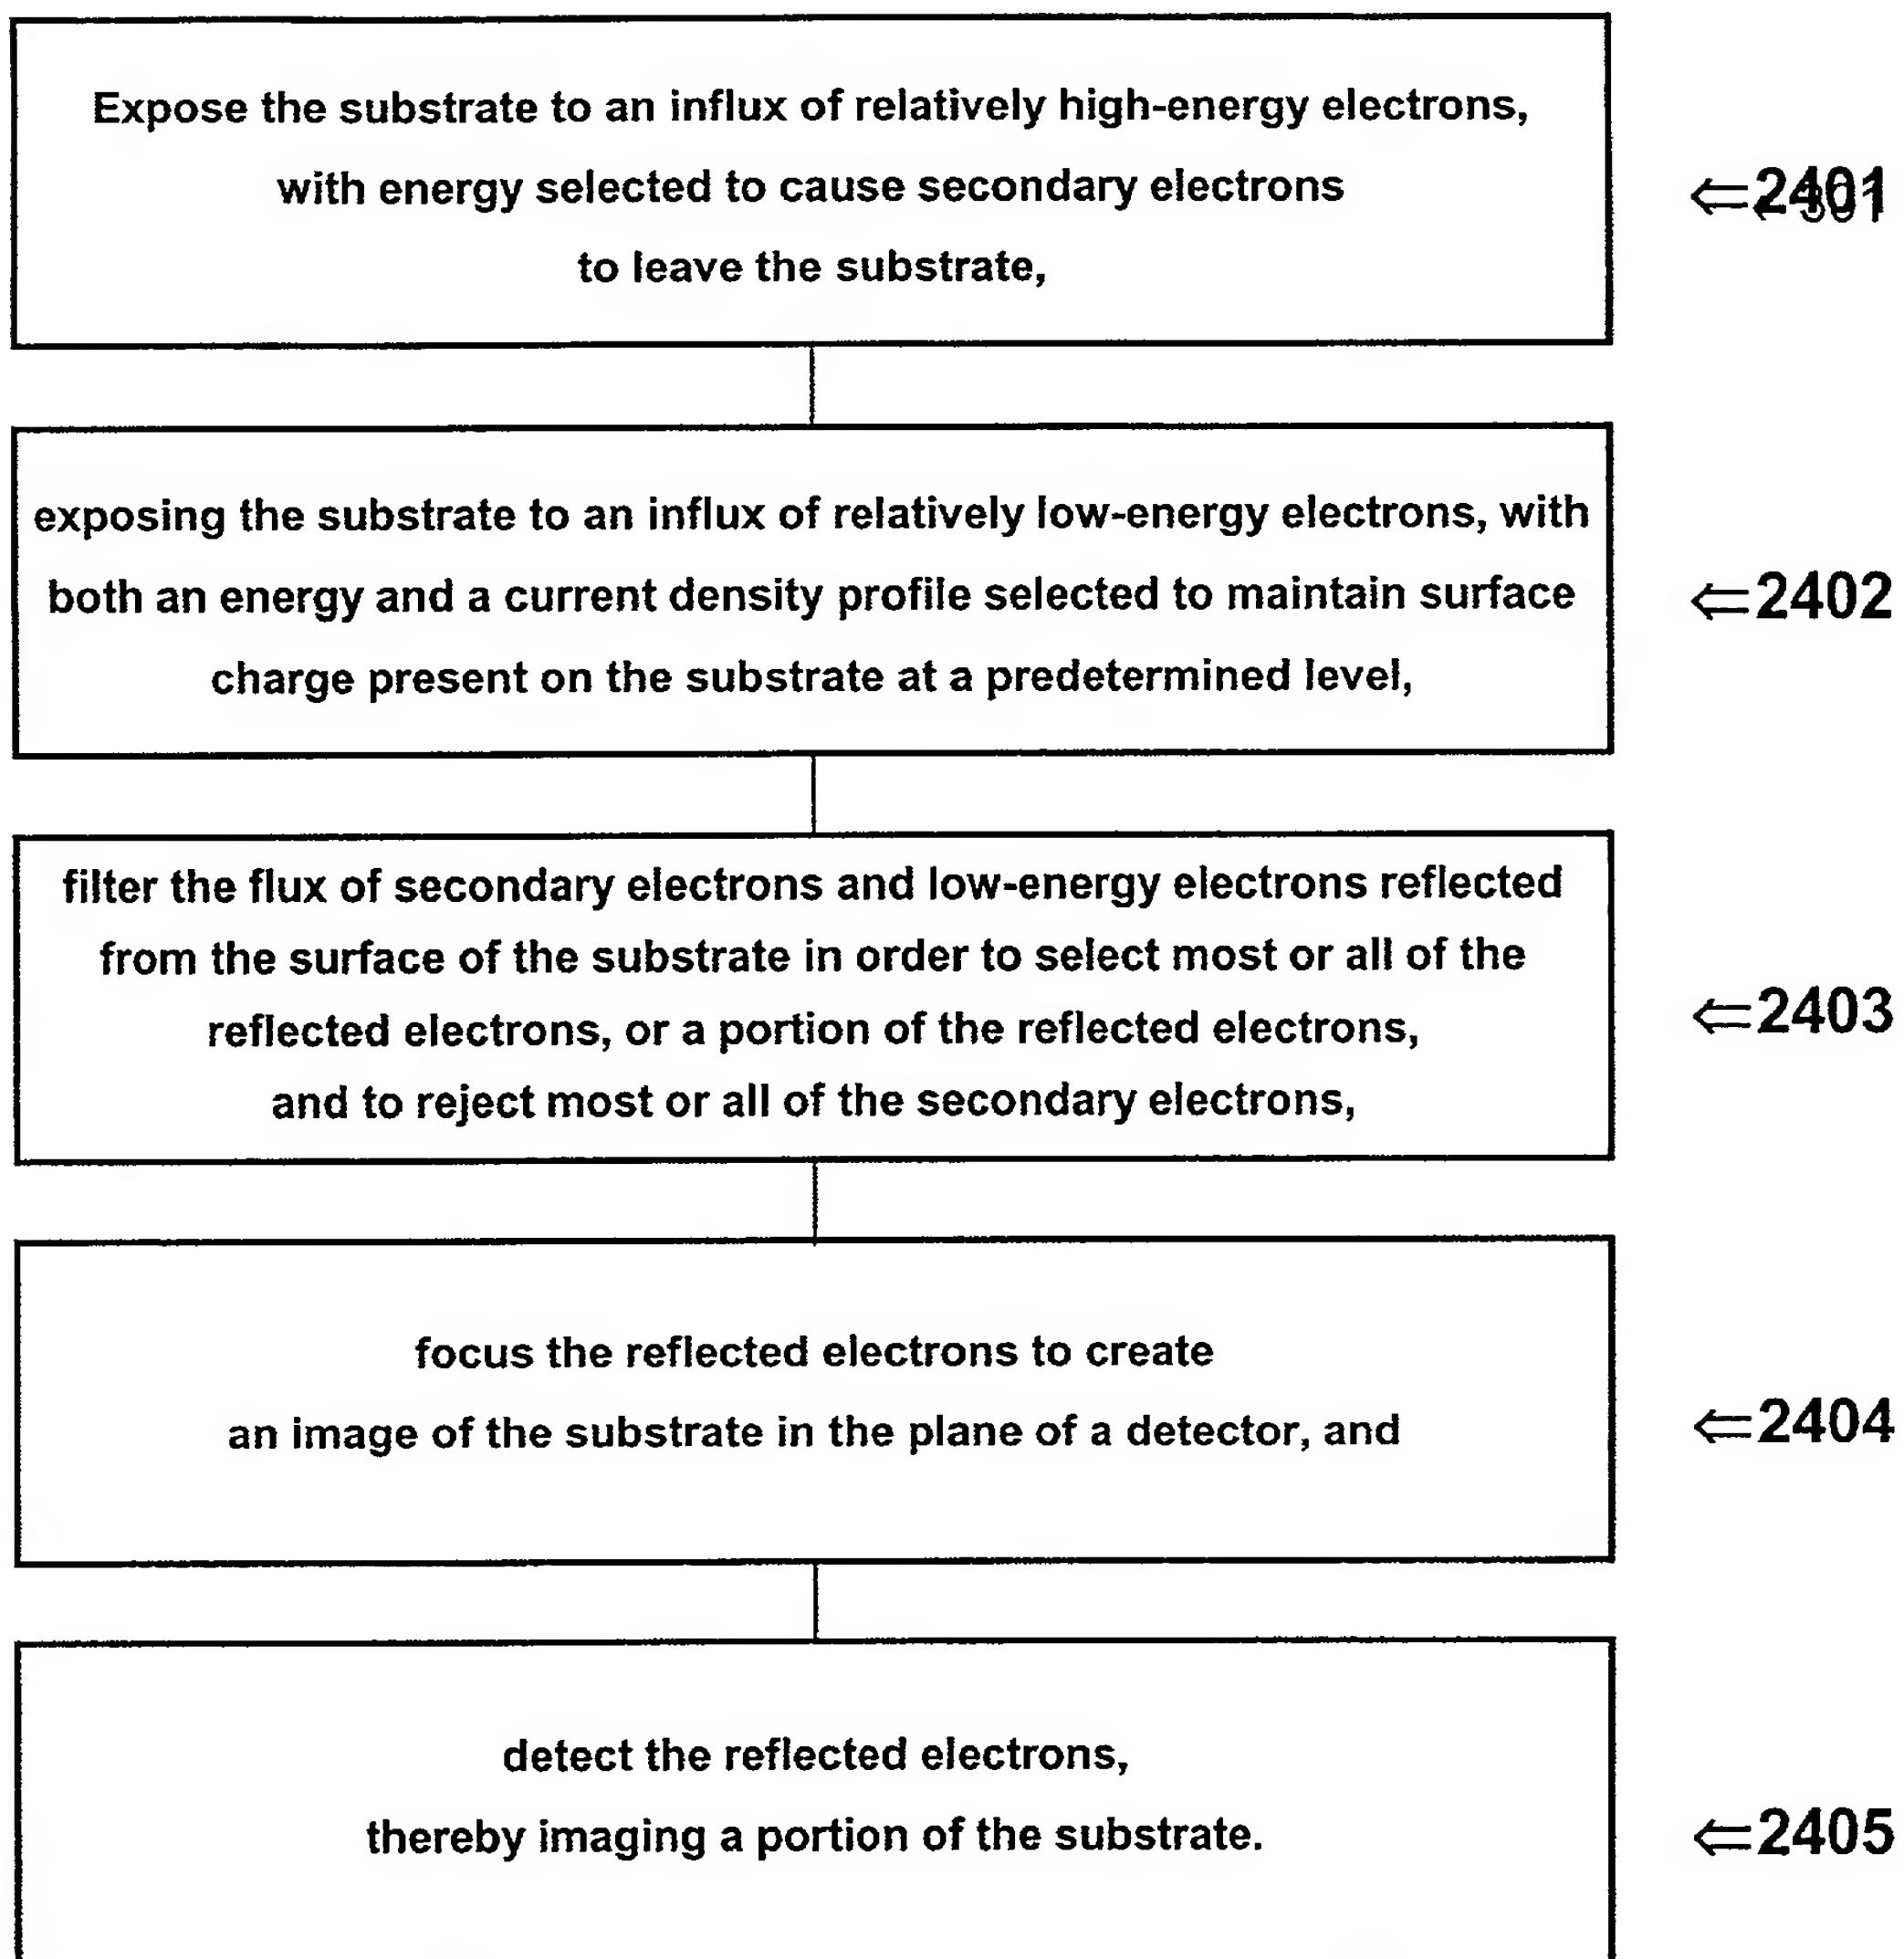 Expose the substrate to an influx of relatively high-energy electrons,
with energy selected to cause secondary electrons
to leave the substrate,
⇐2401
exposing the substrate to an influx of relatively low-energy electrons, with
both an energy and a current density profile selected to maintain surface
charge present on the substrate at a predetermined level,
⇐2402
filter the flux of secondary electrons and low-energy electrons reflected
from the surface of the substrate in order to select most or all of the
reflected electrons, or a portion of the reflected electrons,
and to reject most or all of the secondary electrons,
⇐2403
focus the reflected electrons to create
an image of the substrate in the plane of a detector, and
⇐2404
detect the reflected electrons,
thereby imaging a portion of the substrate.
⇐2405